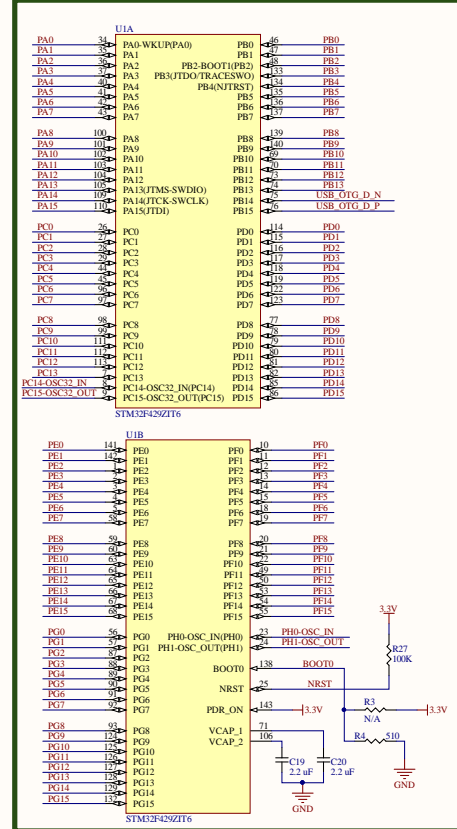 U1A
PA0 34 PA0-WKUP(PA0) PB0 46 PB0
PA1 35 PA1 PB1 47 PB1
PA2 36 PA2 PB2-BOOT1(PB2) 48 PB2
PA3 37 PA3 PB3(JTDO/TRACESWO) 133 PB3
PA4 40 PA4 PB4(NJTRST) 134 PB4
PA5 41 PA5 PB5 135 PB5
PA6 42 PA6 PB6 136 PB6
PA7 43 PA7 PB7 137 PB7
PA8 100 PA8 PB8 139 PB8
PA9 101 PA9 PB9 140 PB9
PA10 102 PA10 PB10 69 PB10
PA11 103 PA11 PB11 70 PB11
PA12 104 PA12 PB12 73 PB12
PA13 105 PA13(JTMS-SWDIO) PB13 74 PB13
PA14 109 PA14(JTCK-SWCLK) PB14 75 USB_OTG_D_N
PA15 110 PA15(JTDI) PB15 76 USB_OTG_D_P
PC0 26 PC0 PD0 114 PD0
PC1 27 PC1 PD1 115 PD1
PC2 28 PC2 PD2 116 PD2
PC3 29 PC3 PD3 117 PD3
PC4 44 PC4 PD4 118 PD4
PC5 45 PC5 PD5 119 PD5
PC6 96 PC6 PD6 122 PD6
PC7 97 PC7 PD7 123 PD7
PC8 98 PC8 PD8 77 PD8
PC9 99 PC9 PD9 78 PD9
PC10 111 PC10 PD10 79 PD10
PC11 112 PC11 PD11 80 PD11
PC12 113 PC12 PD12 81 PD12
PC13 7 PC13 PD13 82 PD13
PC14-OSC32_IN 8 PC14-OSC32_IN(PC14) PD14 85 PD14
PC15-OSC32_OUT 9 PC15-OSC32_OUT(PC15) PD15 86 PD15
STM32F429ZIT6
U1B
PE0 141 PE0 PF0 10 PF0
PE1 142 PE1 PF1 11 PF1
PE2 1 PE2 PF2 12 PF2
PE3 2 PE3 PF3 13 PF3
PE4 3 PE4 PF4 14 PF4
PE5 4 PE5 PF5 15 PF5
PE6 5 PE6 PF6 18 PF6
PE7 58 PE7 PF7 19 PF7
PE8 59 PE8 PF8 20 PF8
PE9 60 PE9 PF9 21 PF9
PE10 63 PE10 PF10 22 PF10
PE11 64 PE11 PF11 49 PF11
PE12 65 PE12 PF12 50 PF12
PE13 66 PE13 PF13 53 PF13
PE14 67 PE14 PF14 54 PF14
PE15 68 PE15 PF15 55 PF15
3.3V
PG0 56 PG0 PH0-OSC_IN(PH0) 23 PH0-OSC_IN
PG1 57 PG1 PH1-OSC_OUT(PH1) 24 PH1-OSC_OUT
R27
100K
PG2 87 PG2
PG3 88 PG3 BOOT0 138 BOOT0
PG4 89 PG4
PG5 90 PG5 NRST 25 NRST
PG6 91 PG6
PG7 92 PG7 PDR_ON 143 3.3V
R3 3.3V
N/A
PG8 93 PG8 VCAP_1 71
PG9 124 PG9 VCAP_2 106
R4 510
PG10 125 PG10
PG11 126 PG11
PG12 127 PG12
PG13 128 PG13
PG14 129 PG14
PG15 132 PG15
C19 C20
2.2 uF 2.2 uF
GND
GND
STM32F429ZIT6